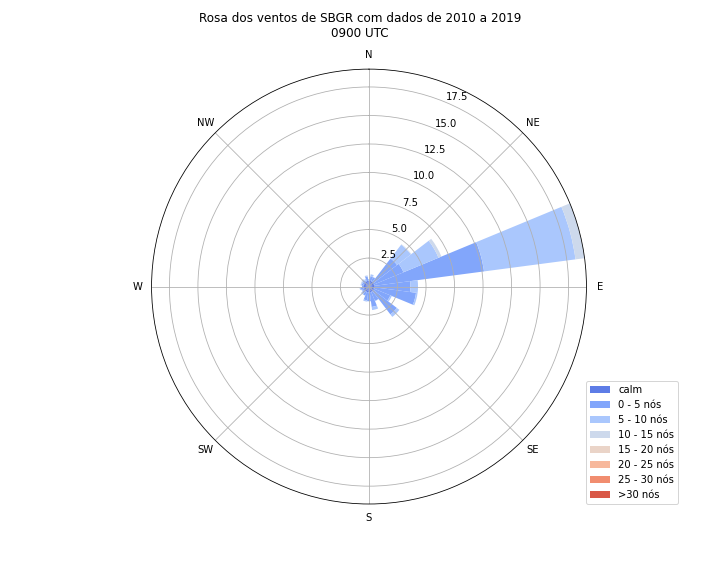 Rosa dos ventos de SBGR com dados de 2010 a 2019
0900 UTC
N
NW
NE
17.5
15.0
12.5
10.0
7.5
5.0
2.5
W
E
SW
SE
S
calm
0 - 5 nós
5 - 10 nós
10 - 15 nós
15 - 20 nós
20 - 25 nós
25 - 30 nós
>30 nós